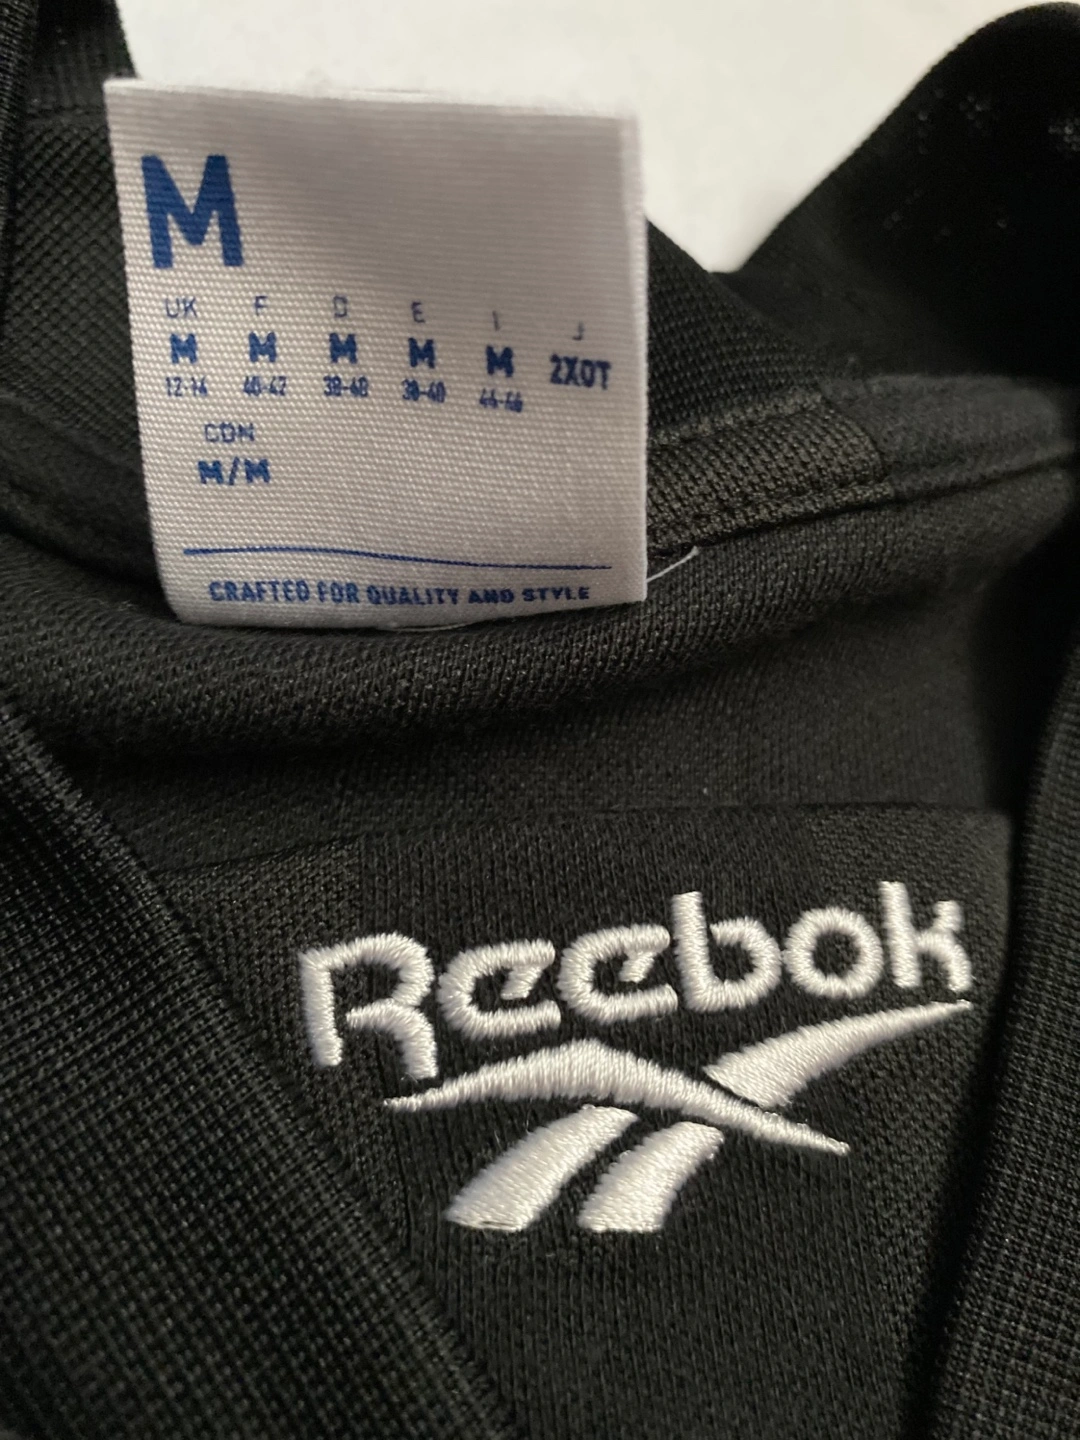 M
UK F D E I J
M M M M M 2XOT
12-14 40-42 38-40 38-40 44-46
CDN
M/M
CRAFTED FOR QUALITY AND STYLE
Reebok